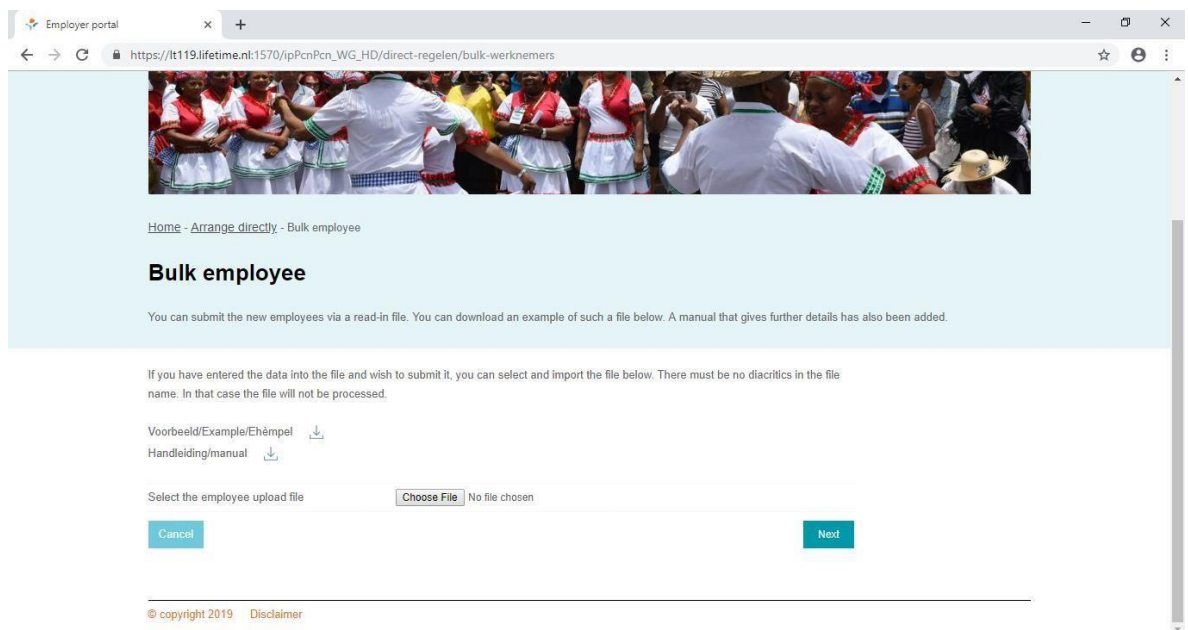 Employer portal
https://lt119.lifetime.nl:1570/ipPcnPcn_WG_HD/direct-regelen/bulk-werknemers
Home - Arrange directly - Bulk employee
Bulk employee
You can submit the new employees via a read-in file. You can download an example of such a file below. A manual that gives further details has also been added.
If you have entered the data into the file and wish to submit it, you can select and import the file below. There must be no diacritics in the file
name. In that case the file will not be processed.
Voorbeeld/Example/Ehèmpel
Handleiding/manual
Select the employee upload file Choose File No file chosen
Cancel Next
© copyright 2019 Disclaimer